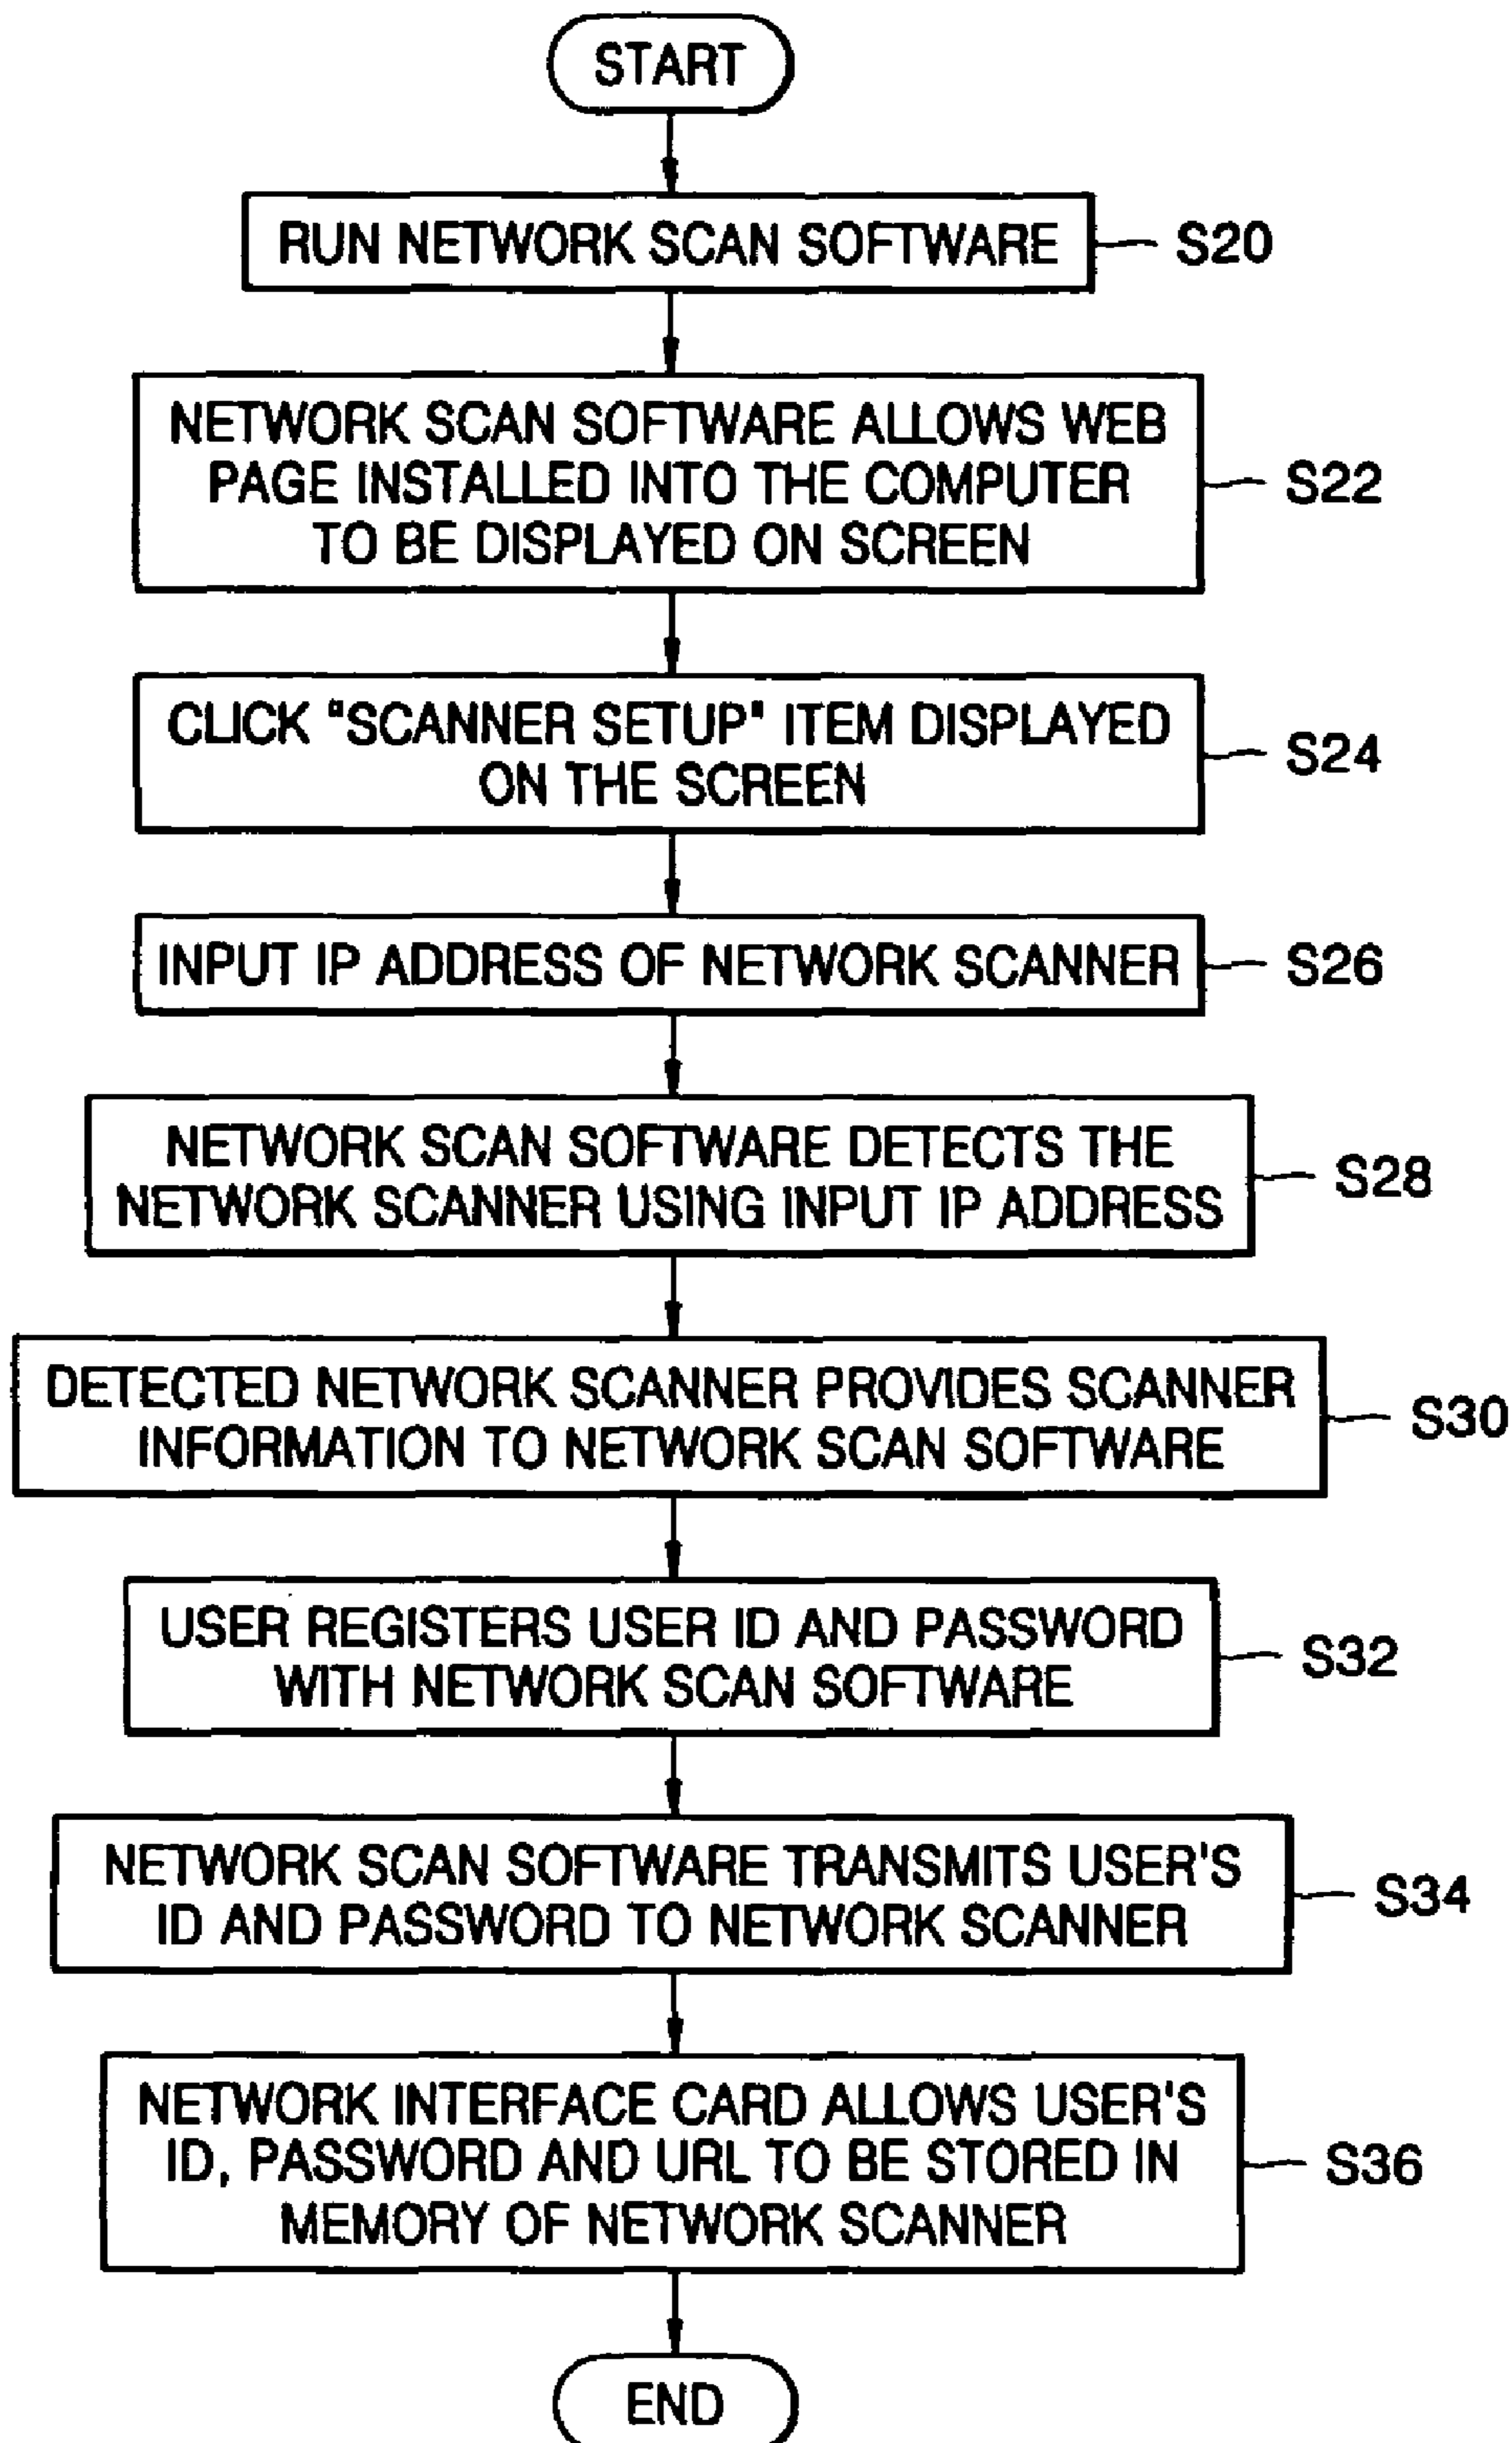 START
RUN NETWORK SCAN SOFTWARE
S20
NETWORK SCAN SOFTWARE ALLOWS WEB
PAGE INSTALLED INTO THE COMPUTER
TO BE DISPLAYED ON SCREEN
S22
CLICK "SCANNER SETUP" ITEM DISPLAYED
ON THE SCREEN
S24
INPUT IP ADDRESS OF NETWORK SCANNER
S26
NETWORK SCAN SOFTWARE DETECTS THE
NETWORK SCANNER USING INPUT IP ADDRESS
S28
DETECTED NETWORK SCANNER PROVIDES SCANNER
INFORMATION TO NETWORK SCAN SOFTWARE
S30
USER REGISTERS USER ID AND PASSWORD
WITH NETWORK SCAN SOFTWARE
S32
NETWORK SCAN SOFTWARE TRANSMITS USER'S
ID AND PASSWORD TO NETWORK SCANNER
S34
NETWORK INTERFACE CARD ALLOWS USER'S
ID, PASSWORD AND URL TO BE STORED IN
MEMORY OF NETWORK SCANNER
S36
END